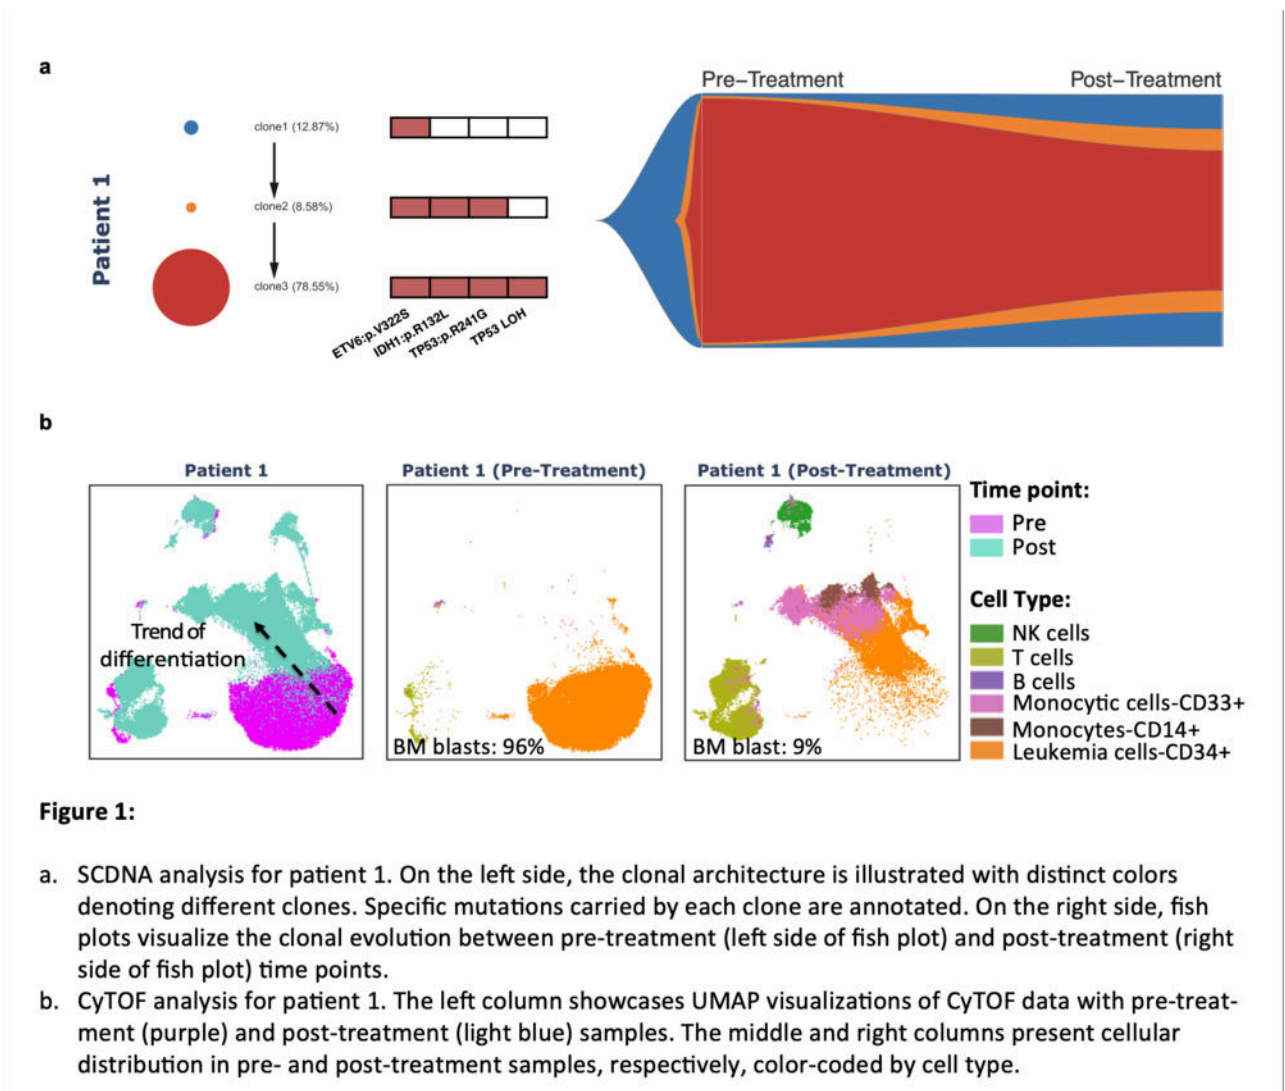 a
Pre–Treatment
Post–Treatment
Patient 1
clone1 (12.87%)
clone2 (8.58%)
clone3 (78.55%)
ETV6:p.V322S
IDH1:p.R132L
TP53:p.R241G
TP53 LOH
b
Patient 1
Patient 1 (Pre-Treatment)
Patient 1 (Post-Treatment)
Trend of
differentiation
BM blasts: 96%
BM blast: 9%
Time point:
Pre
Post
Cell Type:
NK cells
T cells
B cells
Monocytic cells-CD33+
Monocytes-CD14+
Leukemia cells-CD34+
Figure 1:
a. SCDNA analysis for patient 1. On the left side, the clonal architecture is illustrated with distinct colors
denoting different clones. Specific mutations carried by each clone are annotated. On the right side, fish
plots visualize the clonal evolution between pre-treatment (left side of fish plot) and post-treatment (right
side of fish plot) time points.
b. CyTOF analysis for patient 1. The left column showcases UMAP visualizations of CyTOF data with pre-treat-
ment (purple) and post-treatment (light blue) samples. The middle and right columns present cellular
distribution in pre- and post-treatment samples, respectively, color-coded by cell type.